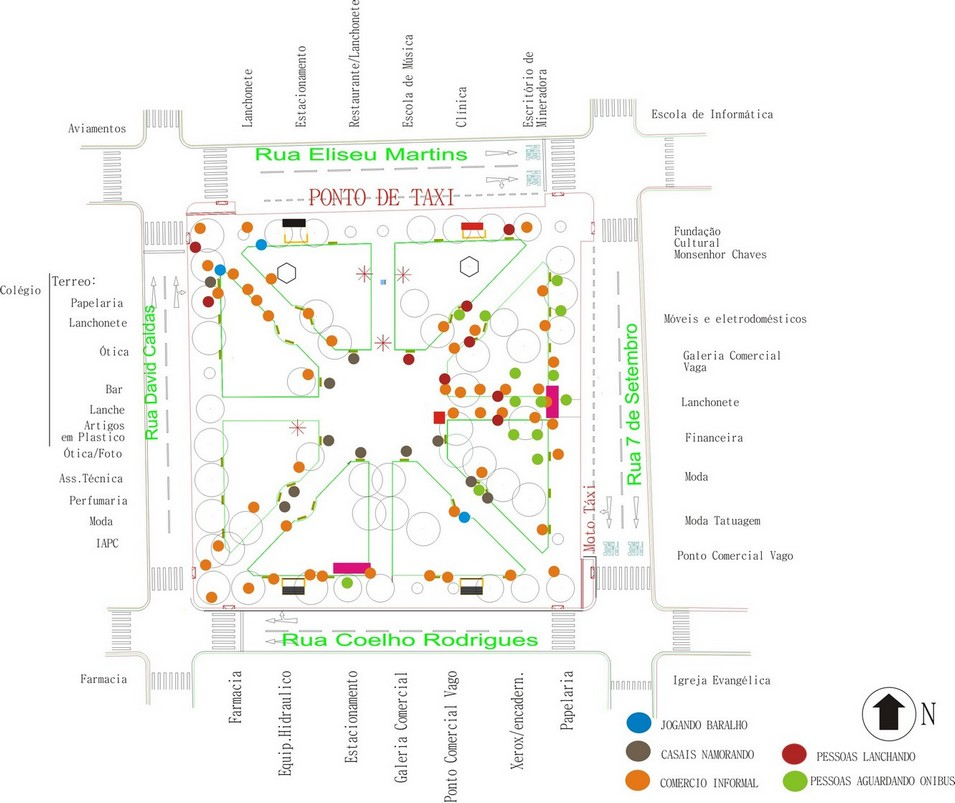 Lanchonete
Estacionamento
Restaurante/Lanchonete
Escola de Música
Clinica
Escritório de
Mineradora
Aviamentos
Escola de Informática
Rua Eliseu Martins
PONTO DE TAXI
Fundação
Cultural
Monsenhor Chaves
Colégio
Terreo:
Papelaria
Lanchonete
Ótica
Bar
Lanche
Artigos
em Plastico
Ótica/Foto
Ass.Técnica
Perfumaria
Moda
IAPC
Rua David Caldas
Móveis e eletrodomésticos
Galeria Comercial
Vaga
Lanchonete
Financeira
Moda
Moda Tatuagem
Ponto Comercial Vago
Rua 7 de Setembro
Moto Táxi
Rua Coelho Rodrigues
Farmacia
Igreja Evangélica
Farmacia
Equip.Hidraulico
Estacionamento
Galeria Comercial
Ponto Comercial Vago
Xerox/encadern.
Papelaria
N
JOGANDO BARALHO
CASAIS NAMORANDO
COMERCIO INFORMAL
PESSOAS LANCHANDO
PESSOAS AGUARDANDO ONIBUS